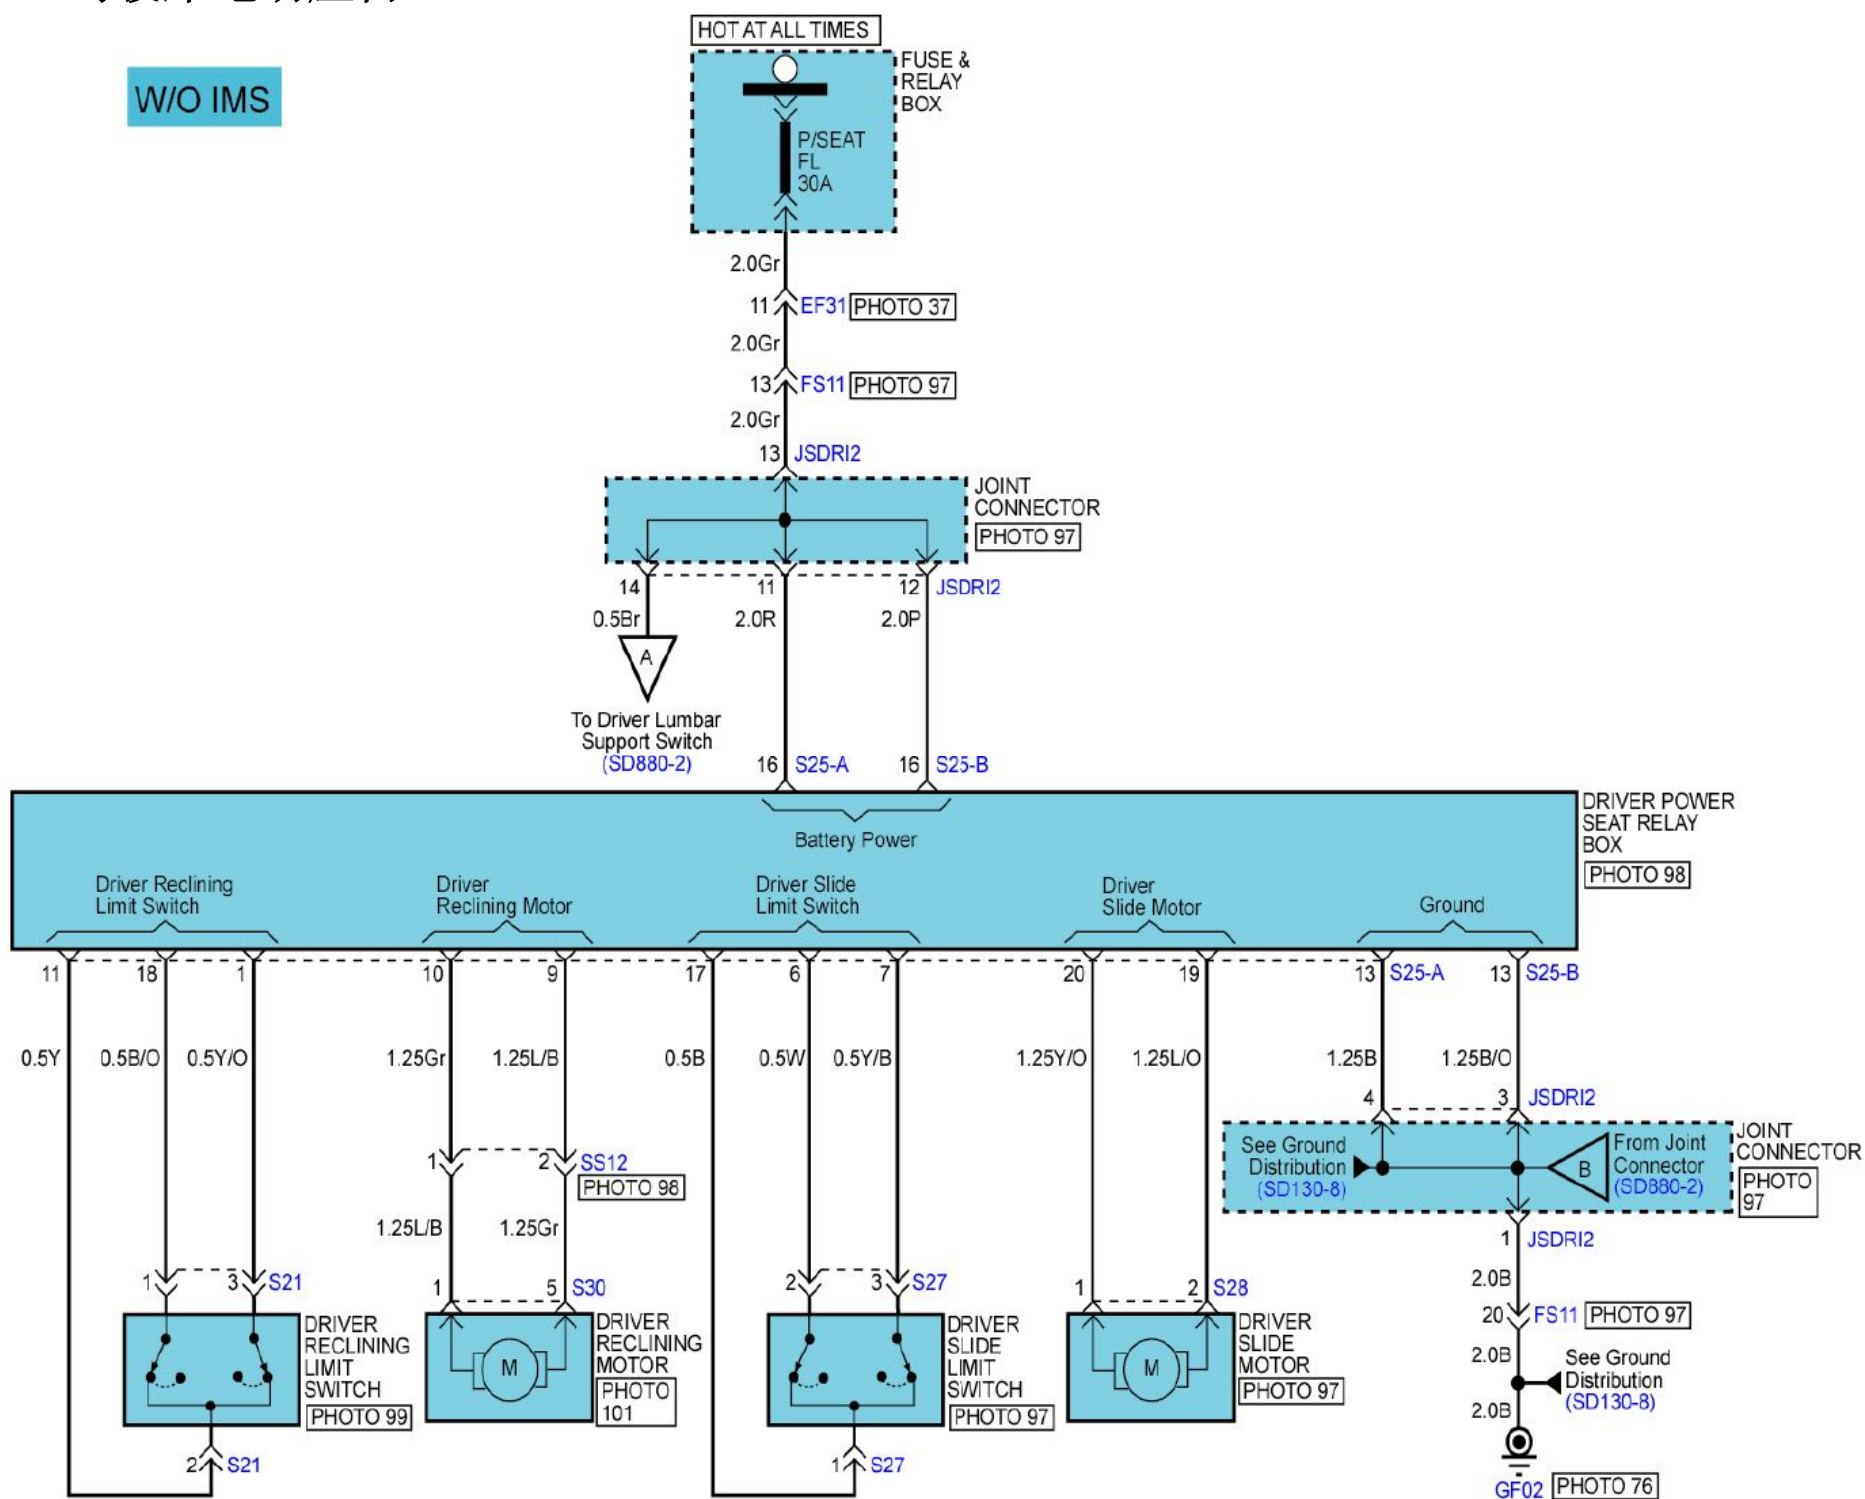 HOT AT ALL TIMES
W/O IMS
FUSE &
RELAY
BOX
P/SEAT
FL
30A
2.0Gr
11 EF31 PHOTO 37
2.0Gr
13 FS11 PHOTO 97
2.0Gr
13 JSDRI2
JOINT
CONNECTOR
PHOTO 97
14 11 12 JSDRI2
0.5Br 2.0R 2.0P
A
To Driver Lumbar
Support Switch
(SD880-2)
16 S25-A 16 S25-B
Battery Power
DRIVER POWER
SEAT RELAY
BOX
PHOTO 98
Driver Reclining
Limit Switch
Driver
Reclining Motor
Driver Slide
Limit Switch
Driver
Slide Motor
Ground
11 18 1 10 9 17 6 7 20 19 13 S25-A 13 S25-B
0.5Y 0.5B/O 0.5Y/O 1.25Gr 1.25L/B 0.5B 0.5W 0.5Y/B 1.25Y/O 1.25L/O 1.25B 1.25B/O
4 3 JSDRI2
See Ground
Distribution
(SD130-8)
B
From Joint
Connector
(SD880-2)
JOINT
CONNECTOR
PHOTO
97
1 2 SS12
PHOTO 98
1.25L/B 1.25Gr
1 JSDRI2
2.0B
1 3 S21
1 5 S30
2 3 S27
1 2 S28
20 FS11 PHOTO 97
DRIVER
RECLINING
LIMIT
SWITCH
PHOTO 99
M
DRIVER
RECLINING
MOTOR
PHOTO
101
DRIVER
SLIDE
LIMIT
SWITCH
PHOTO 97
M
DRIVER
SLIDE
MOTOR
PHOTO 97
2.0B
See Ground
Distribution
(SD130-8)
2.0B
2 S21
1 S27
GF02 PHOTO 76